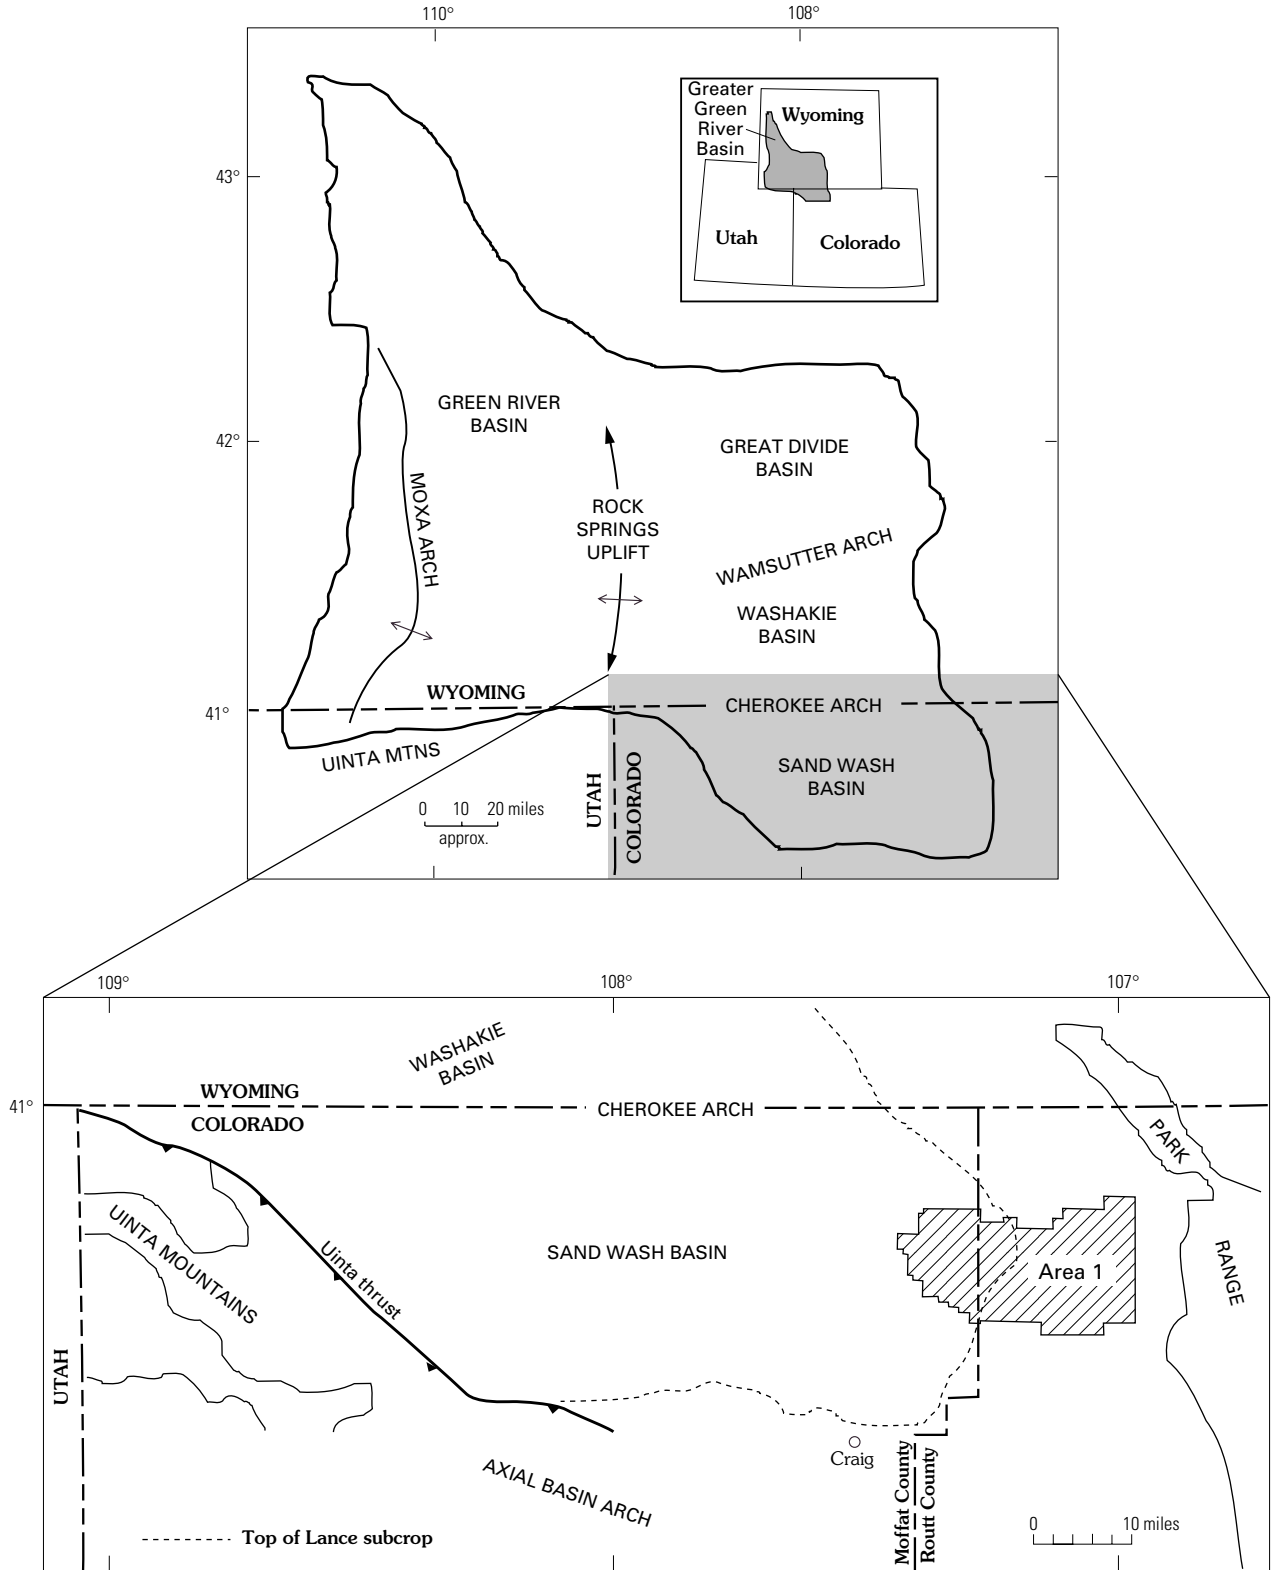 110°
108°
Greater
Green
River
Basin
Wyoming
Utah
Colorado
43°
42°
41°
GREEN RIVER
BASIN
GREAT DIVIDE
BASIN
MOXA ARCH
ROCK
SPRINGS
UPLIFT
WAMSUTTER ARCH
WASHAKIE
BASIN
WYOMING
CHEROKEE ARCH
UINTA MTNS
SAND WASH
BASIN
UTAH
COLORADO
0 10 20 miles
approx.
109°
108°
107°
WASHAKIE
BASIN
41°
WYOMING
COLORADO
CHEROKEE ARCH
PARK
RANGE
UINTA MOUNTAINS
Uinta thrust
SAND WASH BASIN
Area 1
UTAH
Craig
AXIAL BASIN ARCH
Moffat County
Routt County
0 10 miles
Top of Lance subcrop